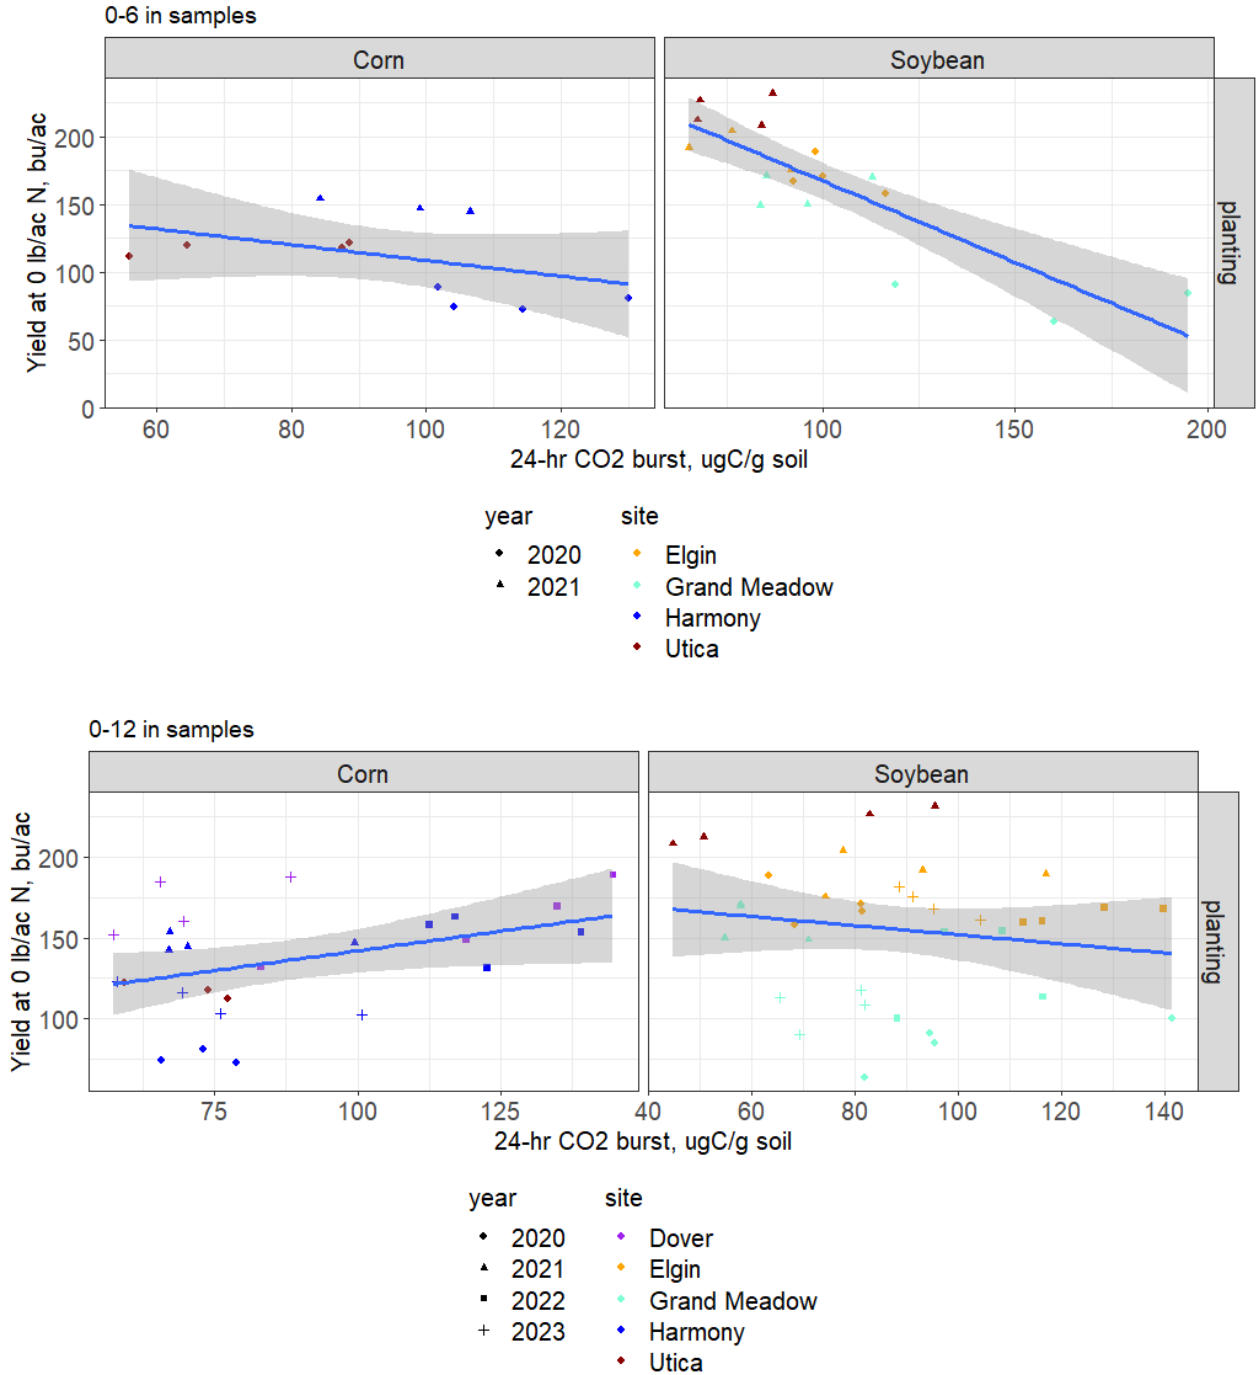 0-6 in samples
Corn Soybean
Yield at 0 lb/ac N, bu/ac
200
150
100
50
0
planting
60 80 100 120 100 150 200
24-hr CO2 burst, ugC/g soil
year site
2020 Elgin
2021 Grand Meadow
Harmony
Utica
0-12 in samples
Corn Soybean
Yield at 0 lb/ac N, bu/ac
200
150
100
planting
75 100 125 40 60 80 100 120 140
24-hr CO2 burst, ugC/g soil
year site
2020 Dover
2021 Elgin
2022 Grand Meadow
2023 Harmony
Utica